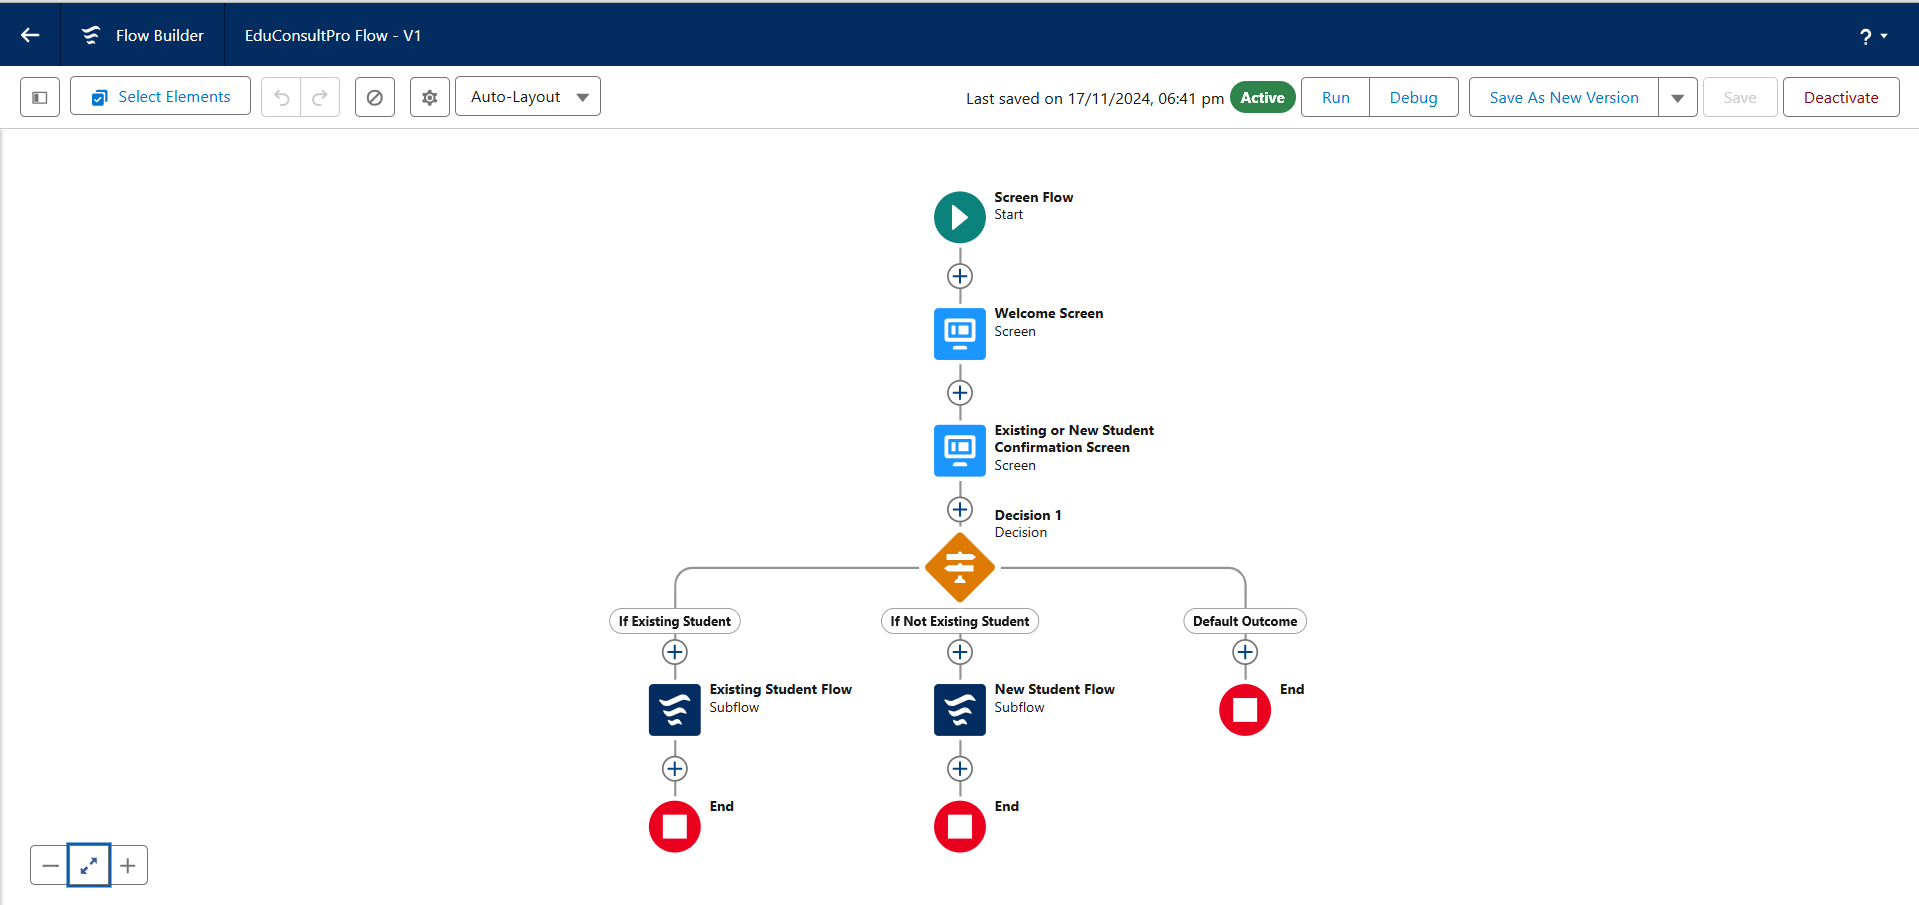 Flow Builder
EduConsultPro Flow - V1
?
Select Elements
Auto-Layout
Last saved on 17/11/2024, 06:41 pm
Active
Run
Debug
Save As New Version
Save
Deactivate
Screen Flow
Start
Welcome Screen
Screen
Existing or New Student
Confirmation Screen
Screen
Decision 1
Decision
If Existing Student
If Not Existing Student
Default Outcome
Existing Student Flow
Subflow
New Student Flow
Subflow
End
End
End